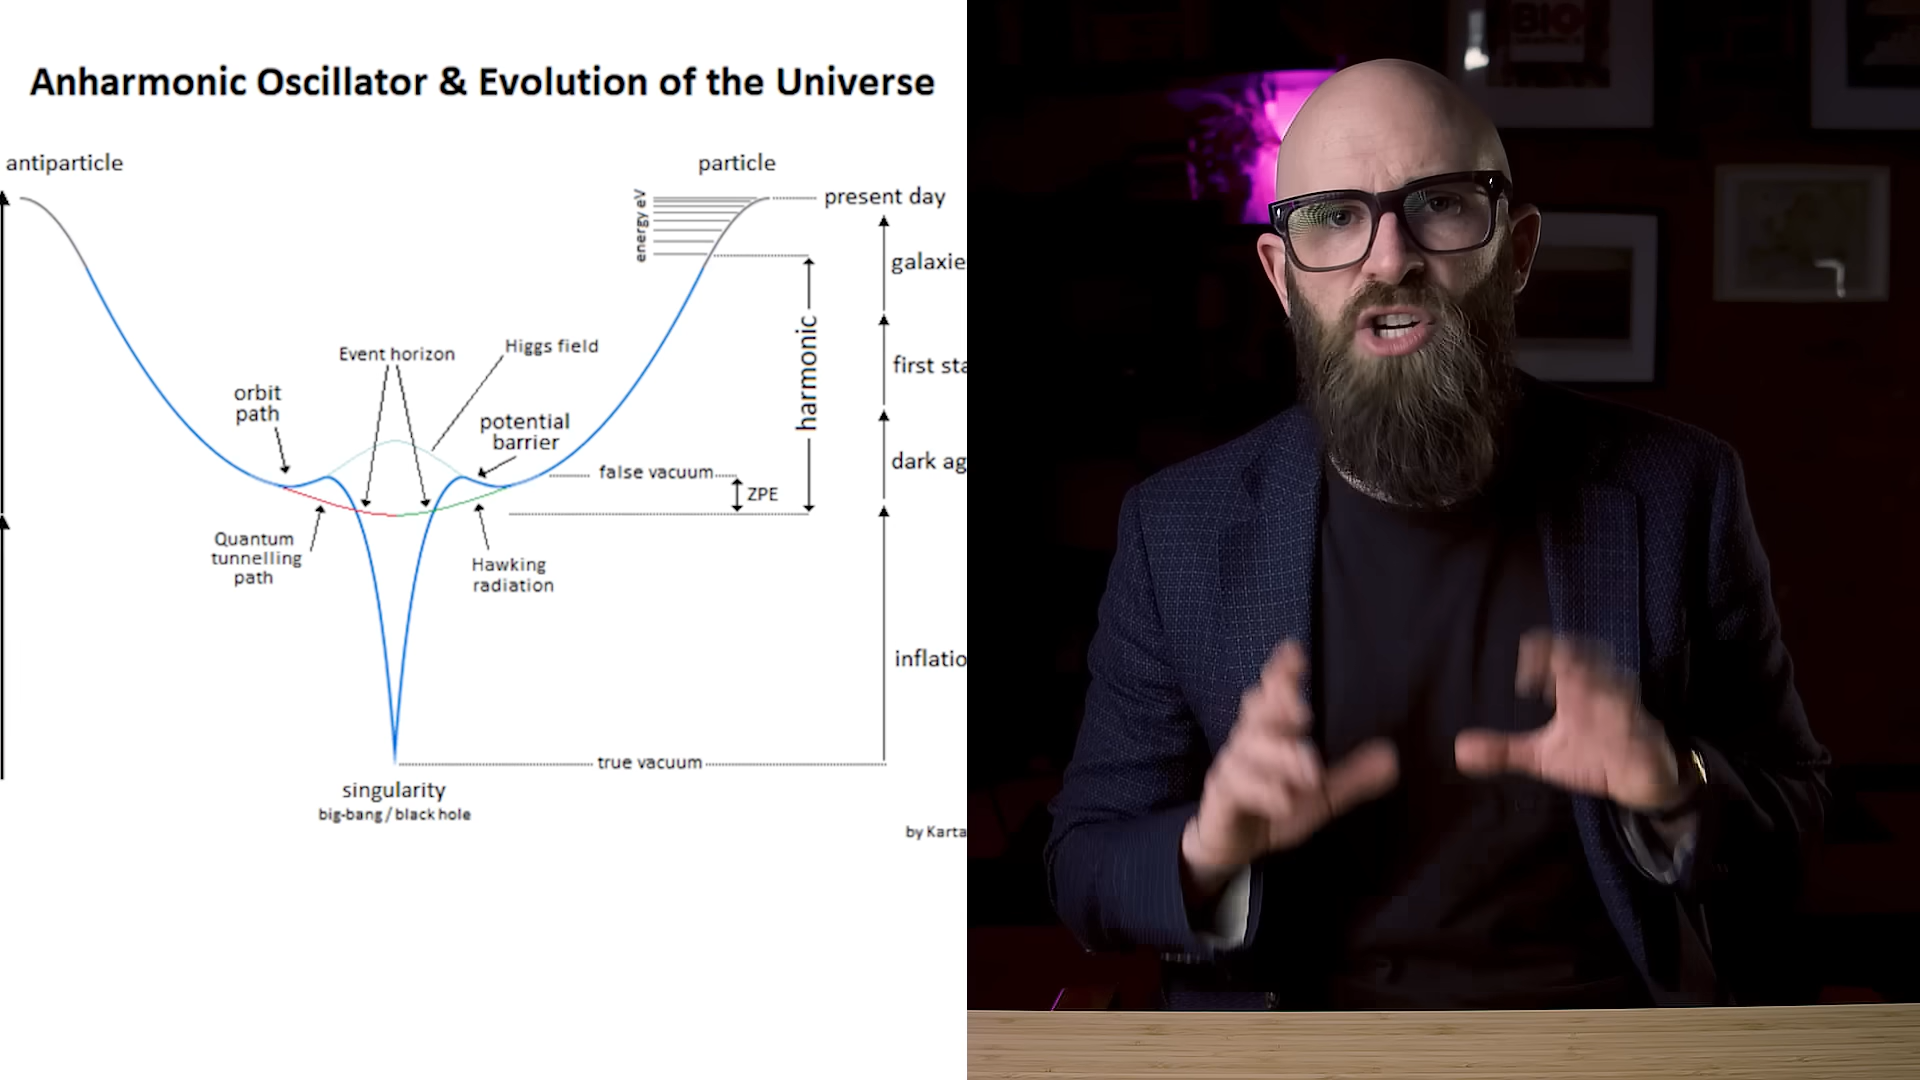 Anharmonic Oscillator & Evolution of the Universe
antiparticle
particle
energy eV
present day
galaxie
harmonic
first sta
Event horizon
Higgs field
orbit
path
potential
barrier
dark ag
false vacuum
ZPE
Quantum
tunnelling
path
Hawking
radiation
inflatio
true vacuum
singularity
big-bang / black hole
by Karta
BIO